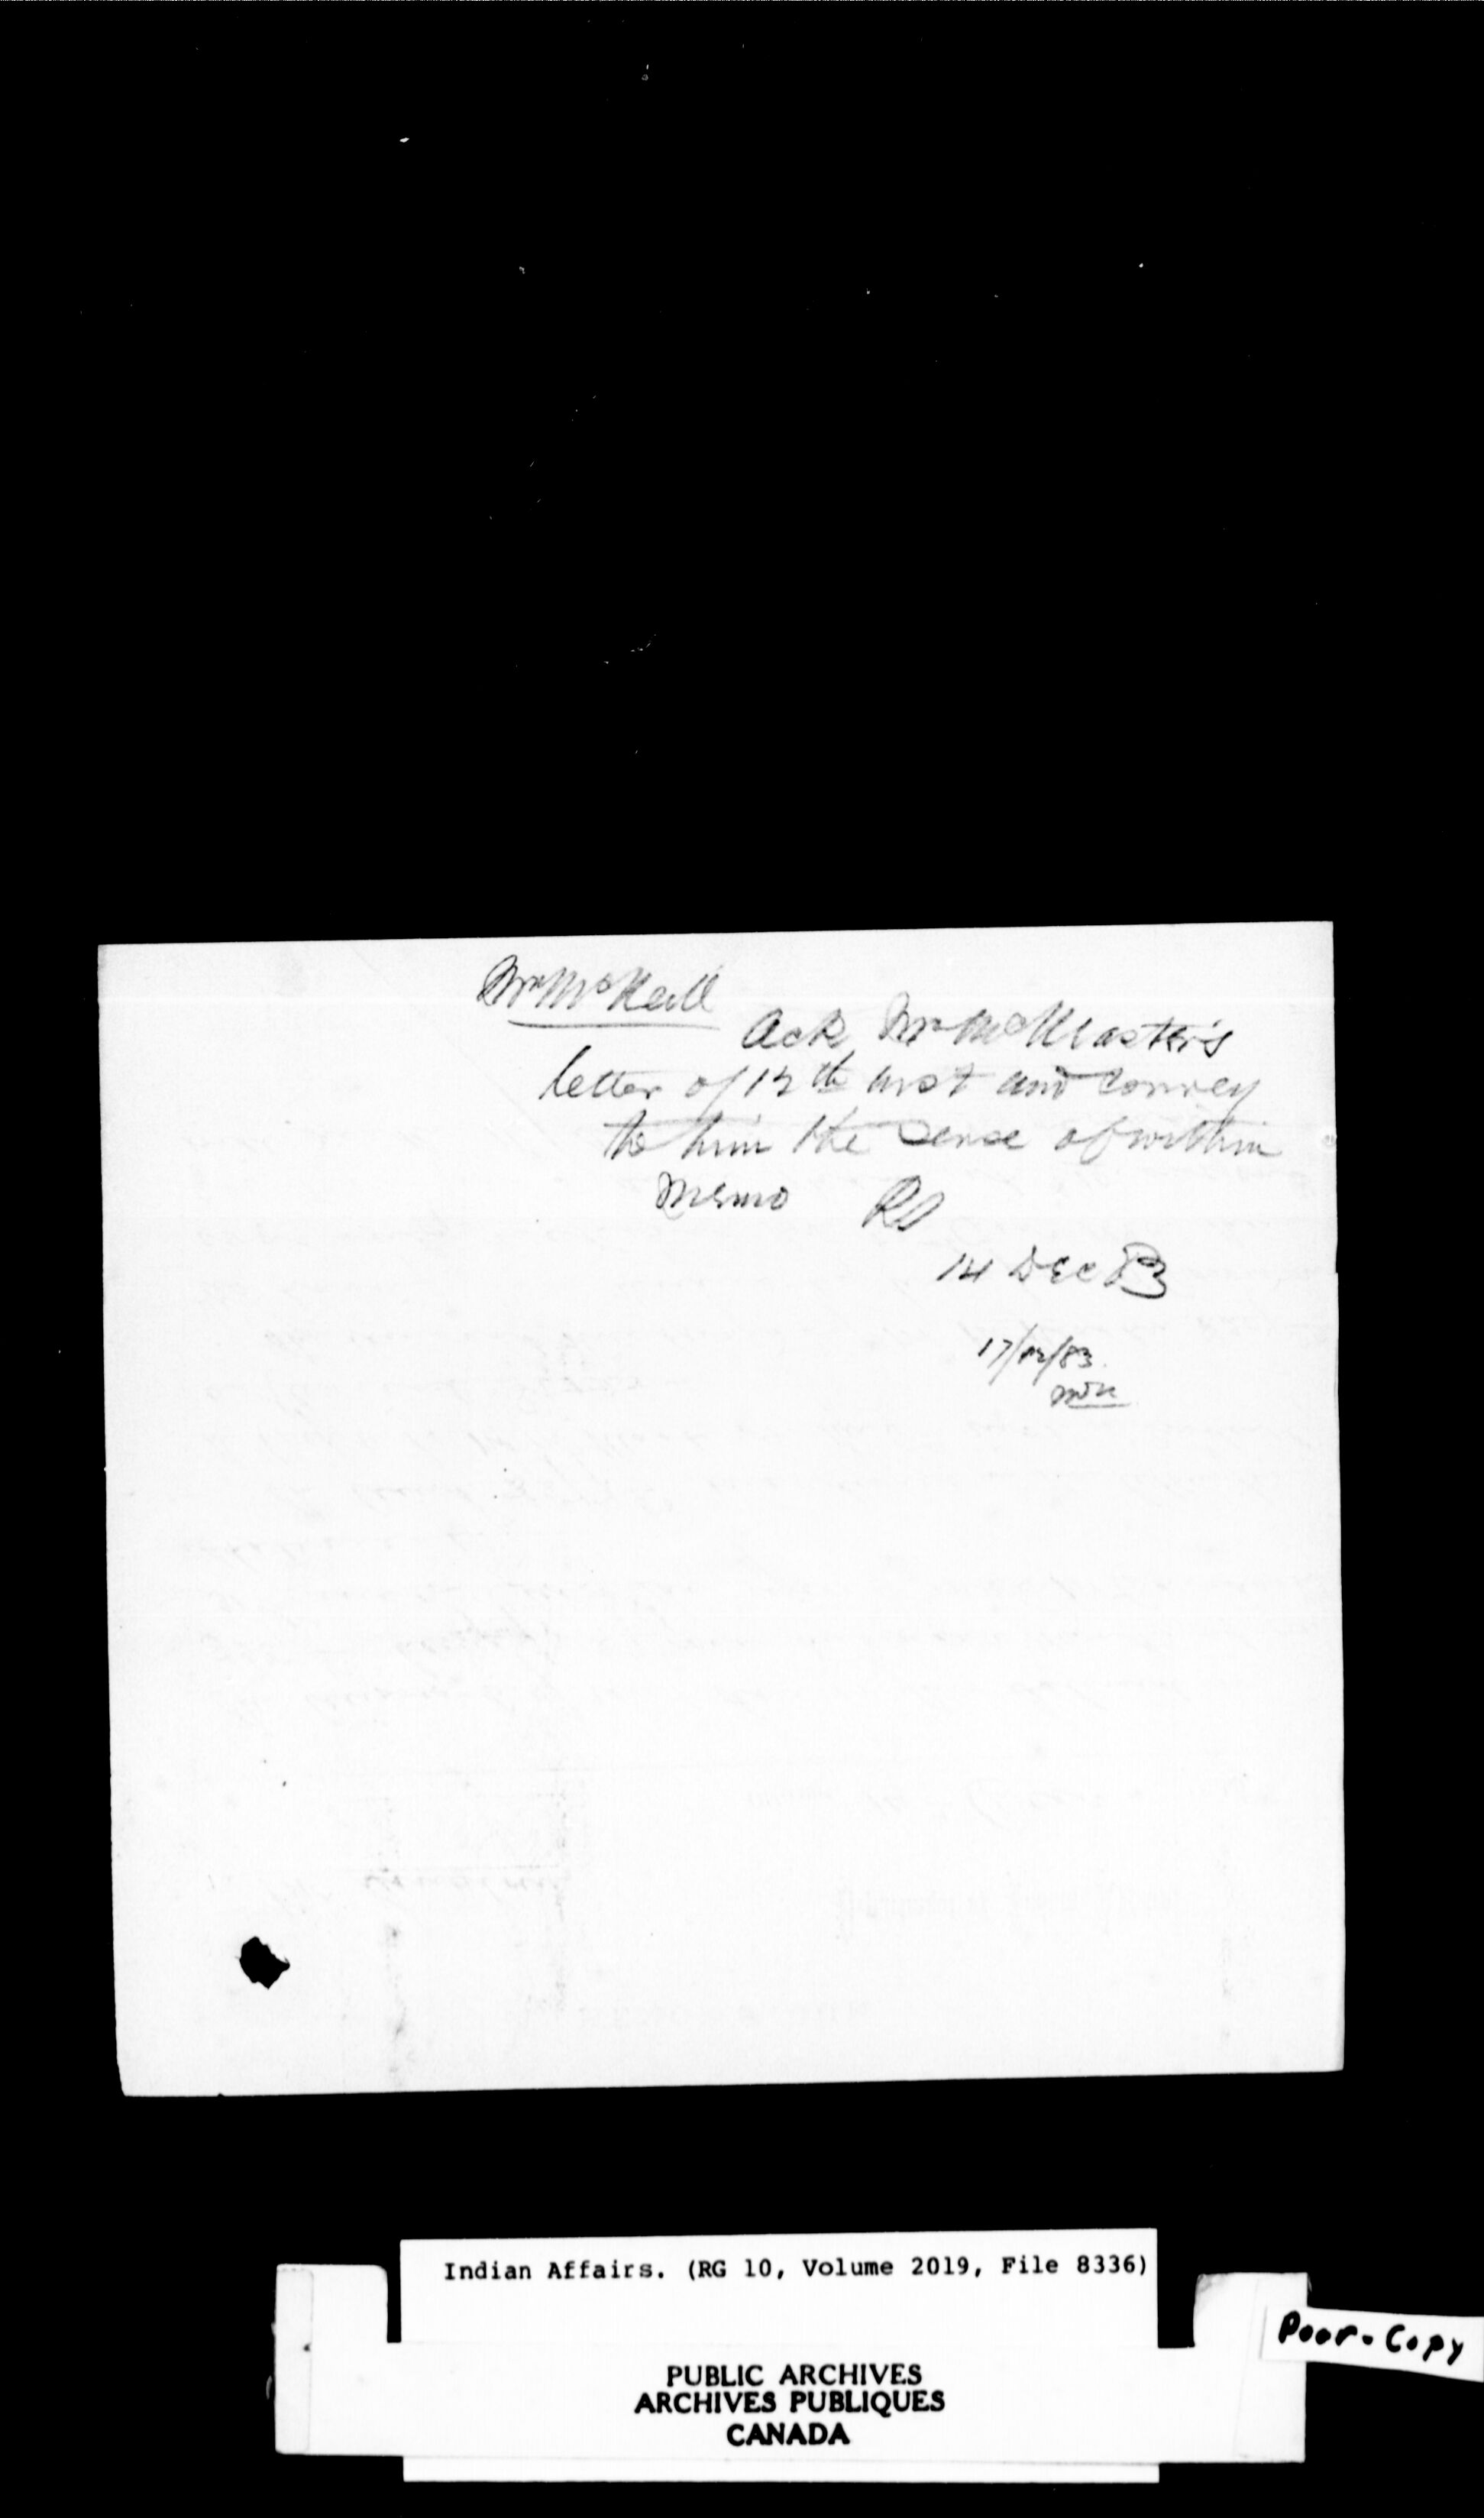 Mr McNeill
Ack Mr McMaster's
letter of 12th inst and convey
to him the sense of within
Memo RS
14 Dec 83
17/12/83.
Indian Affairs. (RG 10, Volume 2019, File 8336)
Poor-Copy
PUBLIC ARCHIVES
ARCHIVES PUBLIQUES
CANADA